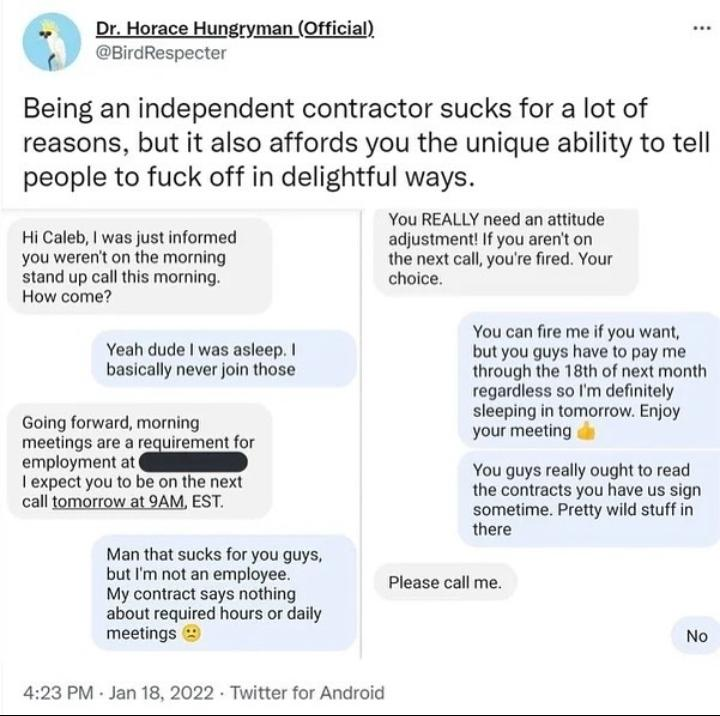 Dr. Horace Hungryman (Official)
@BirdRespecter
Being an independent contractor sucks for a lot of
reasons, but it also affords you the unique ability to tell
people to fuck off in delightful ways.
Hi Caleb, I was just informed
you weren't on the morning
stand up call this morning.
How come?
Yeah dude I was asleep. I
basically never join those
Going forward, morning
meetings are a requirement for
employment at
I expect you to be on the next
call tomorrow at 9AM, EST.
Man that sucks for you guys,
but I'm not an employee.
My contract says nothing
about required hours or daily
meetings 🙁
You REALLY need an attitude
adjustment! If you aren't on
the next call, you're fired. Your
choice.
You can fire me if you want,
but you guys have to pay me
through the 18th of next month
regardless so I'm definitely
sleeping in tomorrow. Enjoy
your meeting 👍
You guys really ought to read
the contracts you have us sign
sometime. Pretty wild stuff in
there
Please call me.
No
4:23 PM · Jan 18, 2022 · Twitter for Android